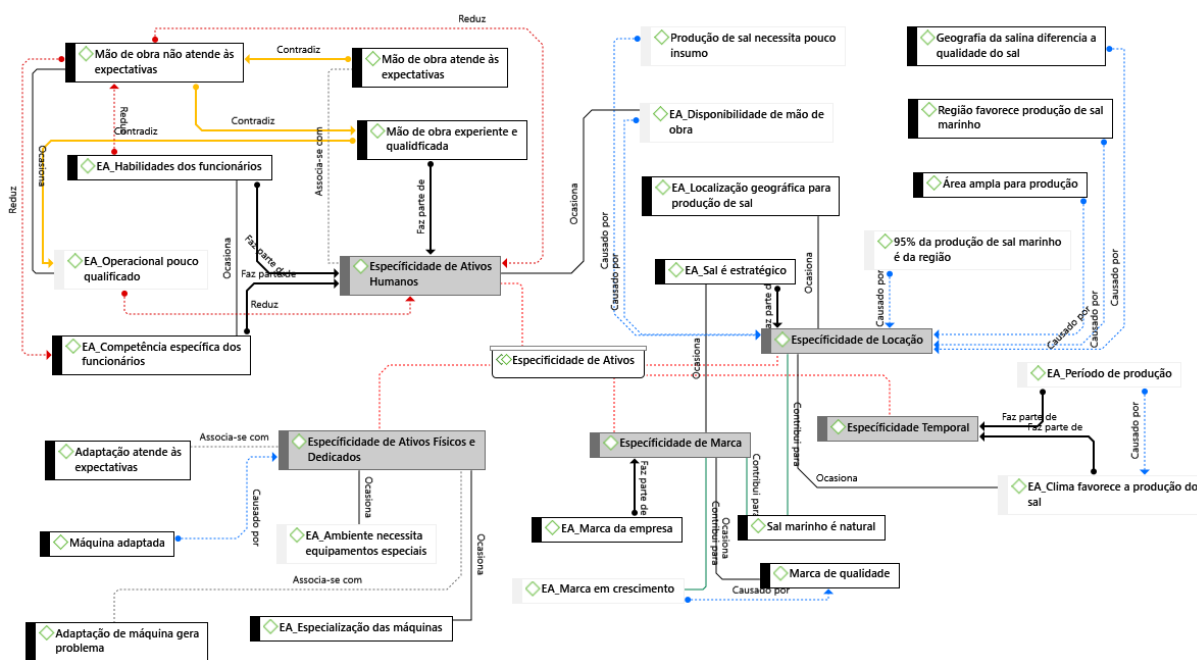 Reduz
Mão de obra não atende às
expectativas
Contradiz
Mão de obra atende às
expectativas
Produção de sal necessita pouco
insumo
Geografia da salina diferencia a
qualidade do sal
Reduz
Contradiz
Contradiz
Mão de obra experiente e
qualidficada
EA_Disponibilidade de mão de
obra
Região favorece produção de sal
marinho
Ocasiona
EA_Habilidades dos funcionários
Associa-se com
Faz parte de
Ocasiona
EA_Localização geográfica para
produção de sal
Área ampla para produção
Reduz
Ocasiona
Faz parte de
Faz parte de
EA_Operacional pouco
qualificado
Específicidade de Ativos
Humanos
Causado por
Causado por
EA_Sal é estratégico
Ocasiona
95% da produção de sal marinho
é da região
Causado por
Causado por
Causado por
Causado por
Reduz
Faz parte de
EA_Competência específica dos
funcionários
Específicidade de Locação
Especificidade de Ativos
Ocasiona
EA_Período de produção
Contribui para
Faz parte de
Faz parte de
Causado por
Específicidade Temporal
Adaptação atende às
expectativas
Associa-se com
Específicidade de Ativos Físicos e
Dedicados
Específicidade de Marca
Causado por
Ocasiona
Ocasiona
Faz parte de
Contribui para
Ocasiona
EA_Clima favorece a produção do
sal
Máquina adaptada
EA_Ambiente necessita
equipamentos especiais
EA_Marca da empresa
Contribui para
Ocasiona
Sal marinho é natural
Associa-se com
EA_Marca em crescimento
Causado por
Marca de qualidade
Adaptação de máquina gera
problema
EA_Especialização das máquinas